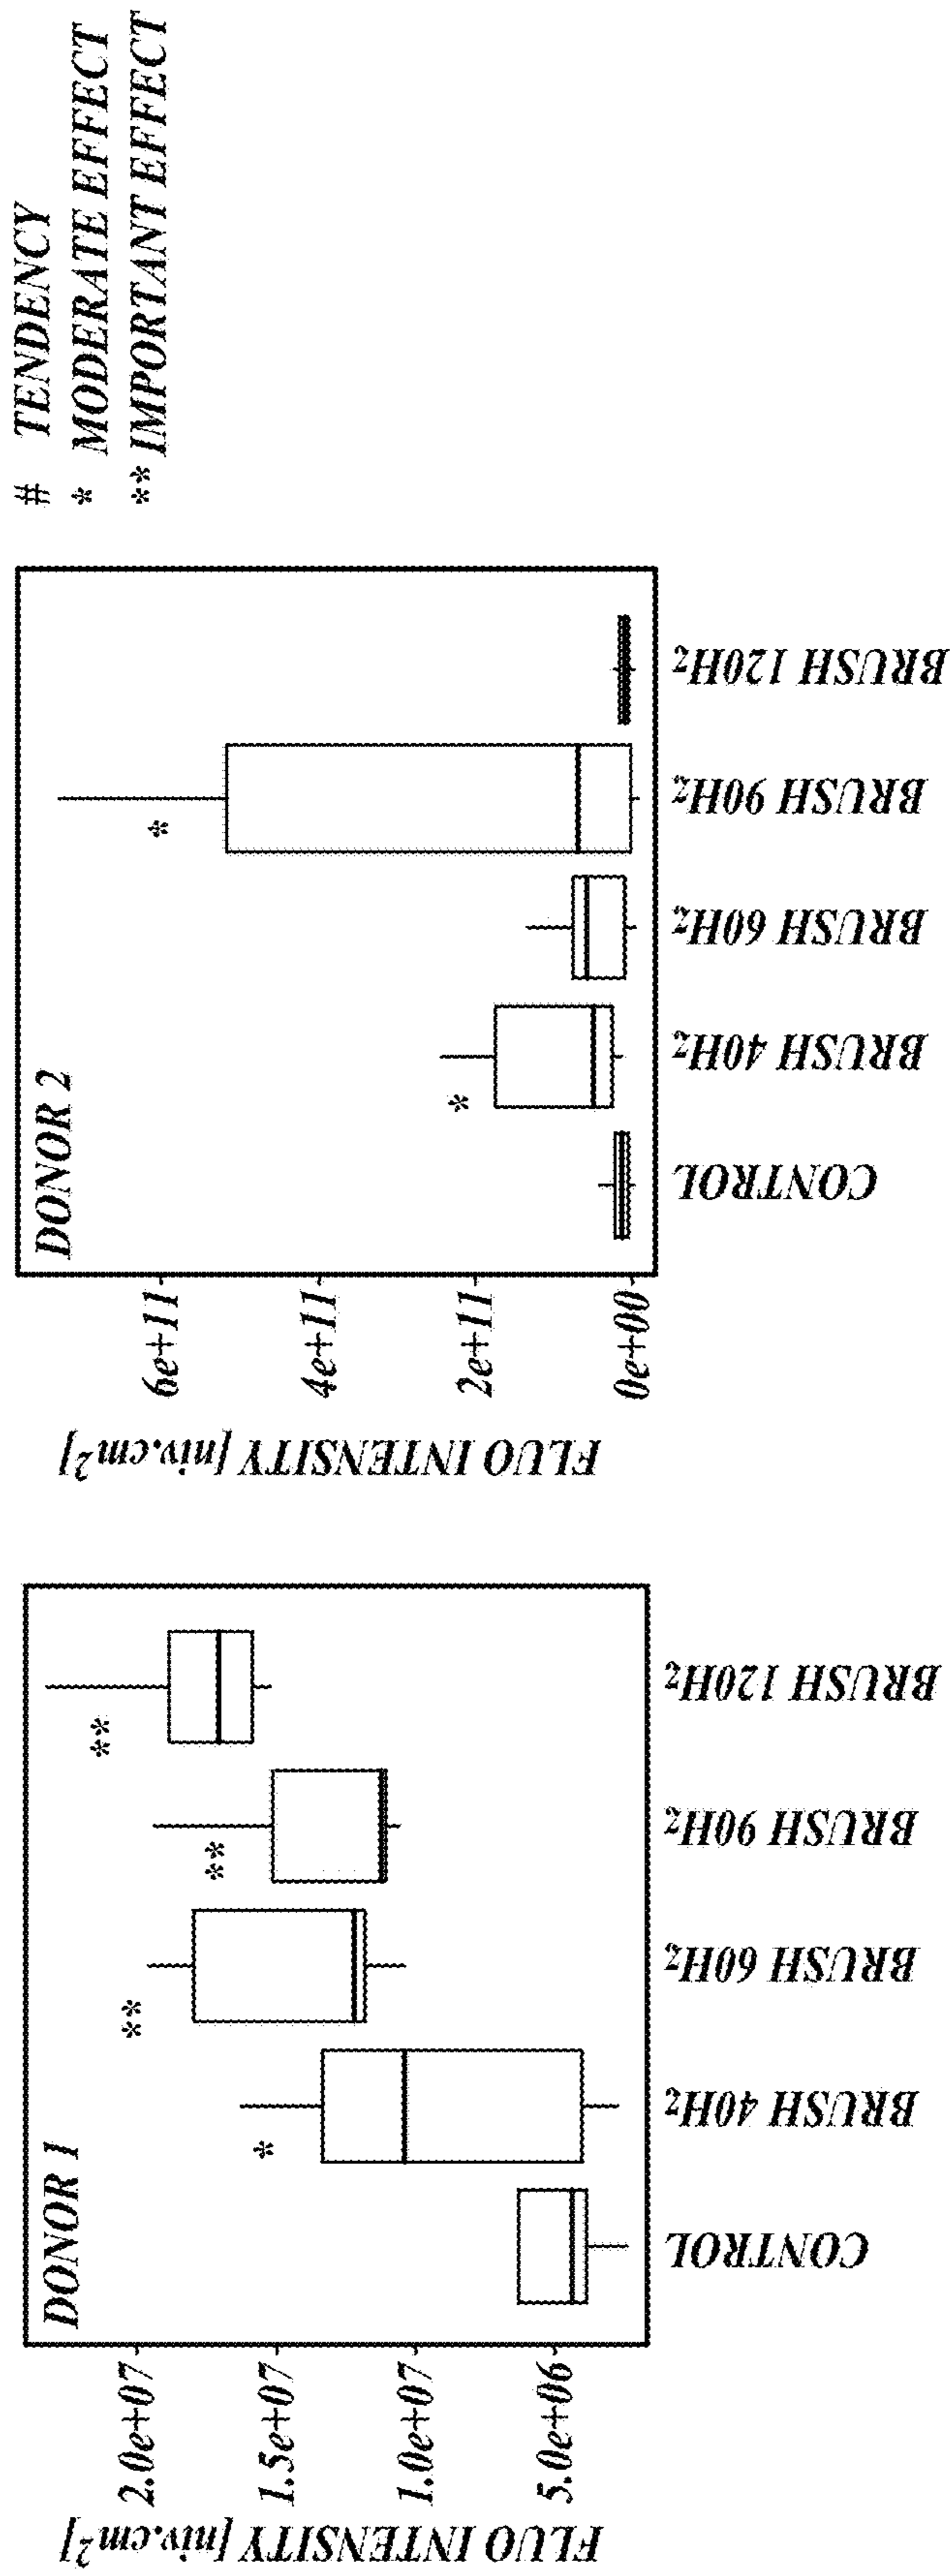 DONOR 1
FLUO INTENSITY [niv.cm²]
2.0e+07
1.5e+07
1.0e+07
5.0e+06
**
**
**
*
CONTROL
BRUSH 40Hz
BRUSH 60Hz
BRUSH 90Hz
BRUSH 120Hz
DONOR 2
FLUO INTENSITY [niv.cm²]
6e+11
4e+11
2e+11
0e+00
*
*
CONTROL
BRUSH 40Hz
BRUSH 60Hz
BRUSH 90Hz
BRUSH 120Hz
# TENDENCY
* MODERATE EFFECT
** IMPORTANT EFFECT